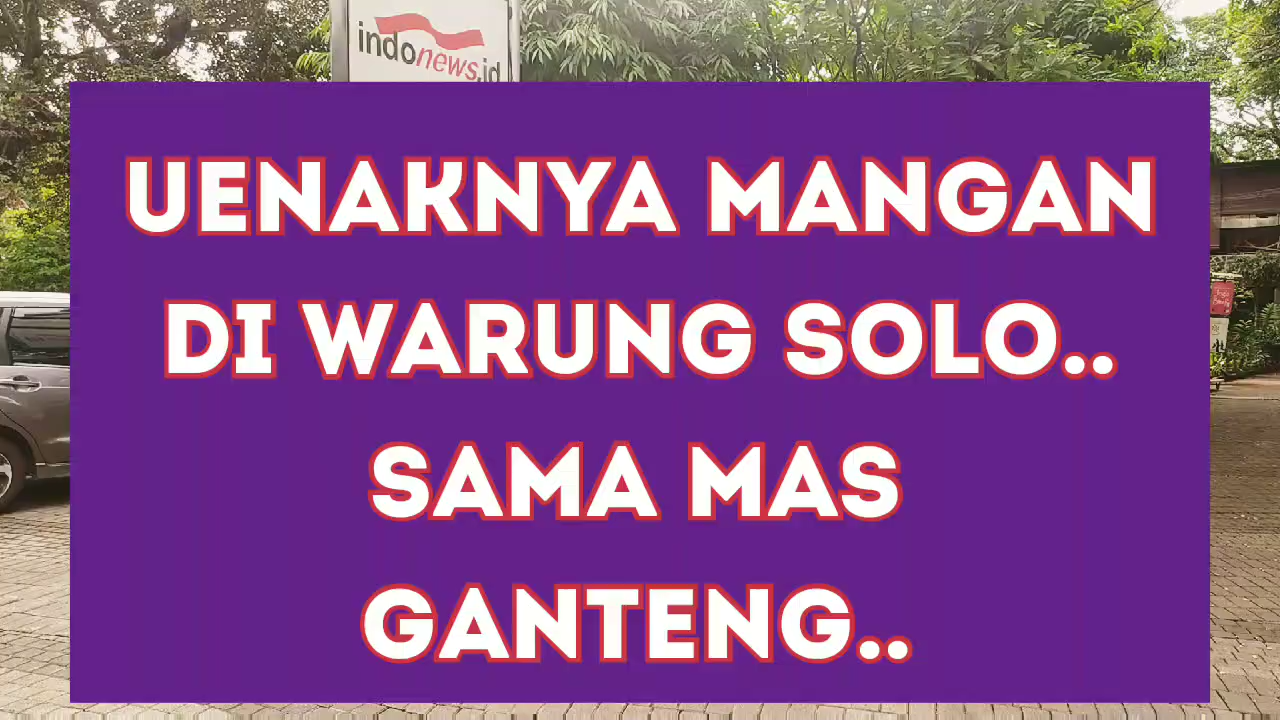 indonews.id
UENAKNYA MANGAN
DI WARUNG SOLO..
SAMA MAS
GANTENG..